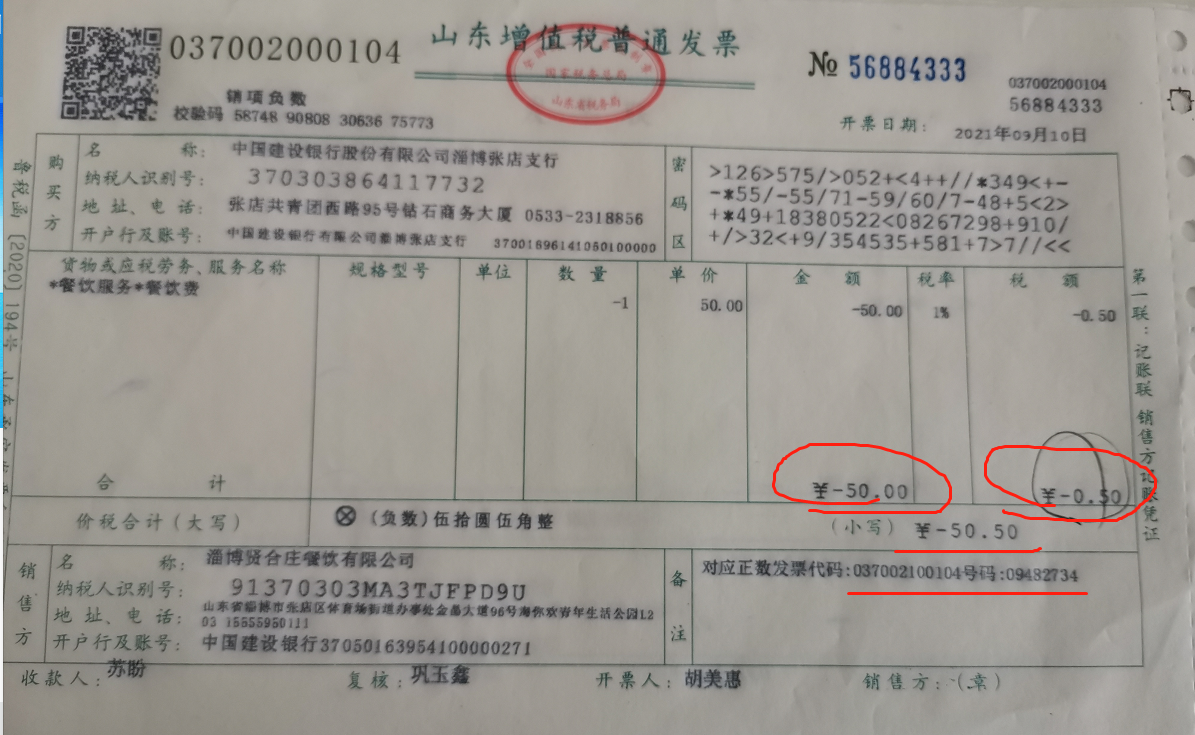 037002000104
山东增值税普通发票
№ 56884333
037002000104
56884333
销项负数
校验码 58748 90808 30636 75773
开票日期： 2021年09月10日
国家税务总局
山东省税务局
购买方
名 称： 中国建设银行股份有限公司淄博张店支行
纳税人识别号： 370303864117732
地址、电话： 张店共青团西路95号钻石商务大厦 0533-2318856
开户行及账号： 中国建设银行有限公司淄博张店支行 37001696141050100000
密码区
>126>575/>052+<4++//*349<+-
-*55/-55/71-59/60/7-48+5<2>
+*49+18380522<08267298+910/
+/>32<+9/354535+581+7>7//<<
货物或应税劳务、服务名称 规格型号 单位 数量 单价 金额 税率 税额
*餐饮服务*餐饮费 -1 50.00 -50.00 1% -0.50
合 计 ¥-50.00 ¥-0.50
价税合计（大写） ⊗ (负数)伍拾圆伍角整 （小写） ¥-50.50
销售方
名 称： 淄博贤合庄餐饮有限公司
纳税人识别号： 91370303MA3TJFPD9U
地址、电话： 山东省淄博市张店区体育场街道办事处金晶大道96号淘你欢青年生活公园L2
03 15555950111
开户行及账号： 中国建设银行37050163954100000271
备注
对应正数发票代码:037002100104号码:09482734
收款人： 苏盼 复核： 巩玉鑫 开票人： 胡美惠 销售方：（章）
第一联：记账联 销售方记账凭证
税函〔2020〕194号